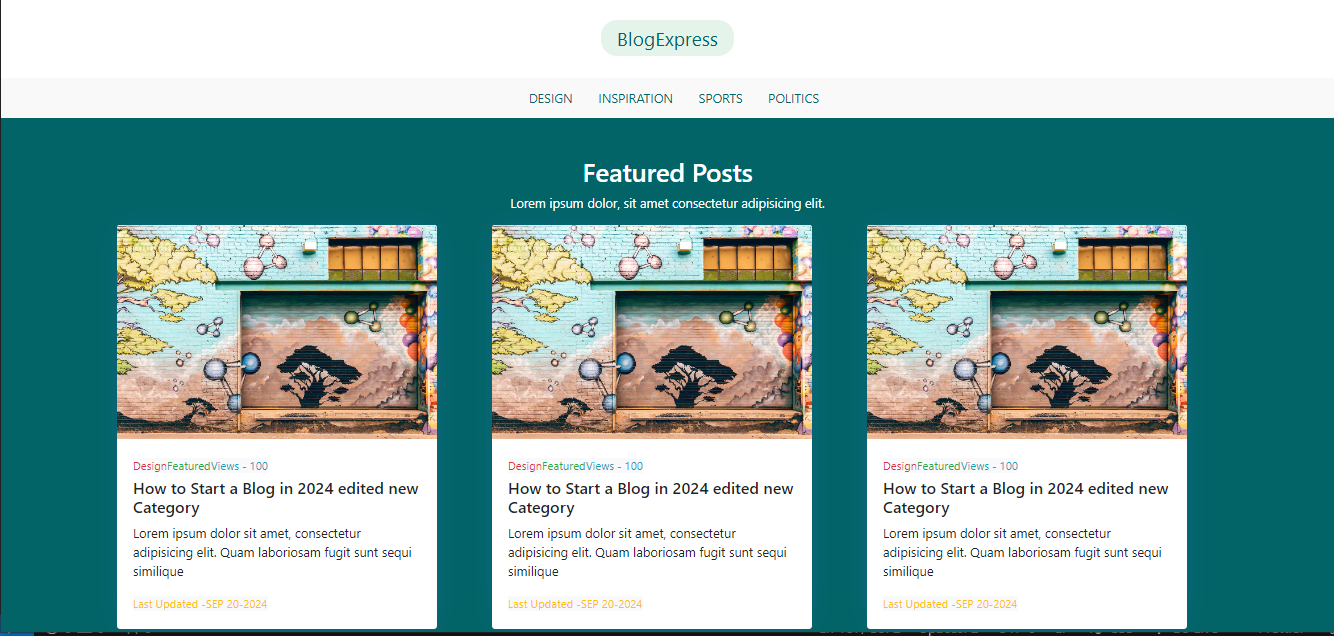 BlogExpress
DESIGN INSPIRATION SPORTS POLITICS
Featured Posts
Lorem ipsum dolor, sit amet consectetur adipisicing elit.
DesignFeaturedViews - 100
How to Start a Blog in 2024 edited new
Category
Lorem ipsum dolor sit amet, consectetur
adipisicing elit. Quam laboriosam fugit sunt sequi
similique
Last Updated -SEP 20-2024
DesignFeaturedViews - 100
How to Start a Blog in 2024 edited new
Category
Lorem ipsum dolor sit amet, consectetur
adipisicing elit. Quam laboriosam fugit sunt sequi
similique
Last Updated -SEP 20-2024
DesignFeaturedViews - 100
How to Start a Blog in 2024 edited new
Category
Lorem ipsum dolor sit amet, consectetur
adipisicing elit. Quam laboriosam fugit sunt sequi
similique
Last Updated -SEP 20-2024